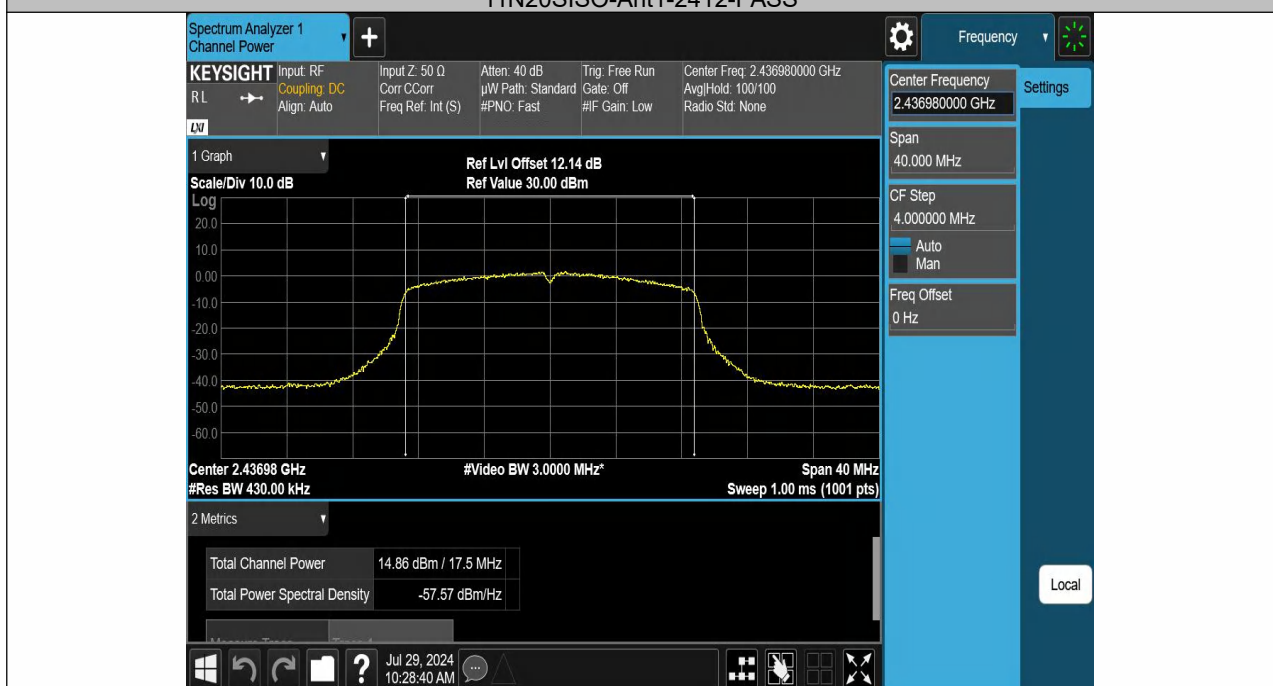 11N20SISO-Ant1-2412-PASS
Spectrum Analyzer 1
Channel Power
+
Frequency
KEYSIGHT
RL
LXI
Input: RF
Coupling: DC
Align: Auto
Input Z: 50 Ω
Corr CCorr
Freq Ref: Int (S)
Atten: 40 dB
µW Path: Standard
#PNO: Fast
Trig: Free Run
Gate: Off
#IF Gain: Low
Center Freq: 2.436980000 GHz
Avg|Hold: 100/100
Radio Std: None
Center Frequency
2.436980000 GHz
Settings
Span
40.000 MHz
CF Step
4.000000 MHz
Auto
Man
Freq Offset
0 Hz
1 Graph
Scale/Div 10.0 dB
Ref Lvl Offset 12.14 dB
Ref Value 30.00 dBm
Log
20.0
10.0
0.00
-10.0
-20.0
-30.0
-40.0
-50.0
-60.0
Center 2.43698 GHz
#Video BW 3.0000 MHz*
Span 40 MHz
#Res BW 430.00 kHz
Sweep 1.00 ms (1001 pts)
2 Metrics
Total Channel Power 14.86 dBm / 17.5 MHz
Total Power Spectral Density -57.57 dBm/Hz
Local
?
Jul 29, 2024
10:28:40 AM